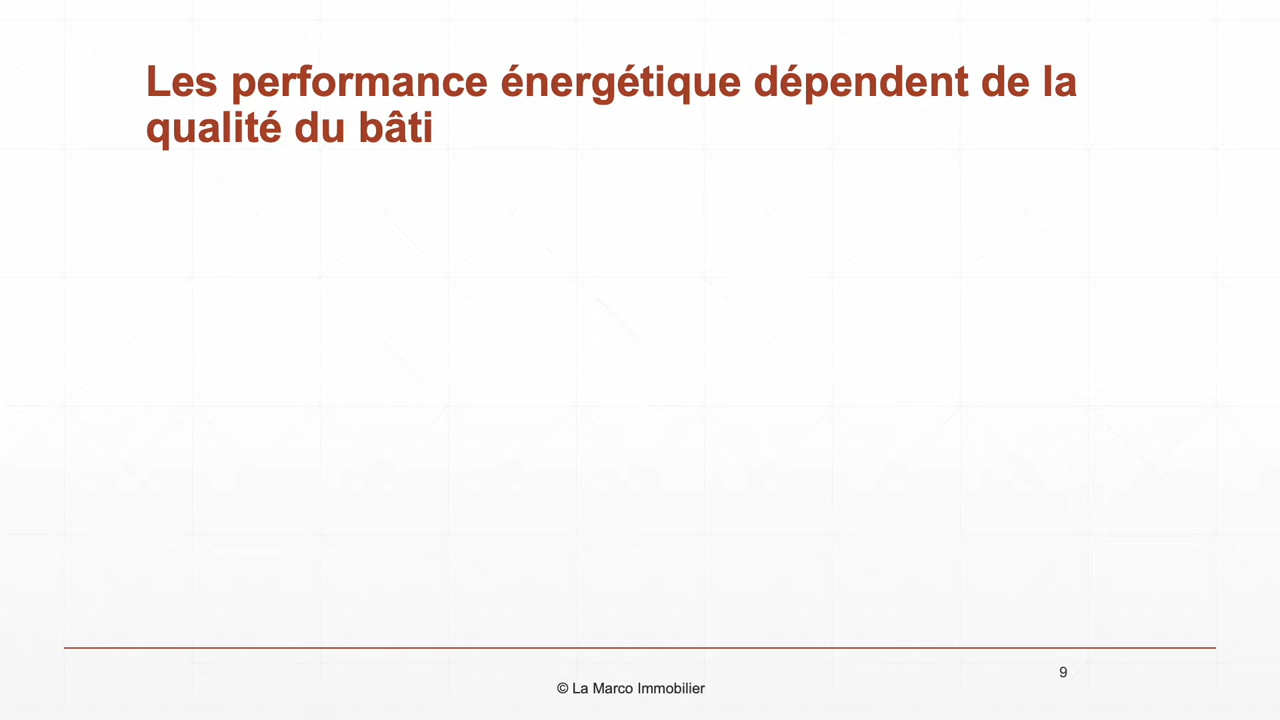 Les performance énergétique dépendent de la
qualité du bâti
9
© La Marco Immobilier